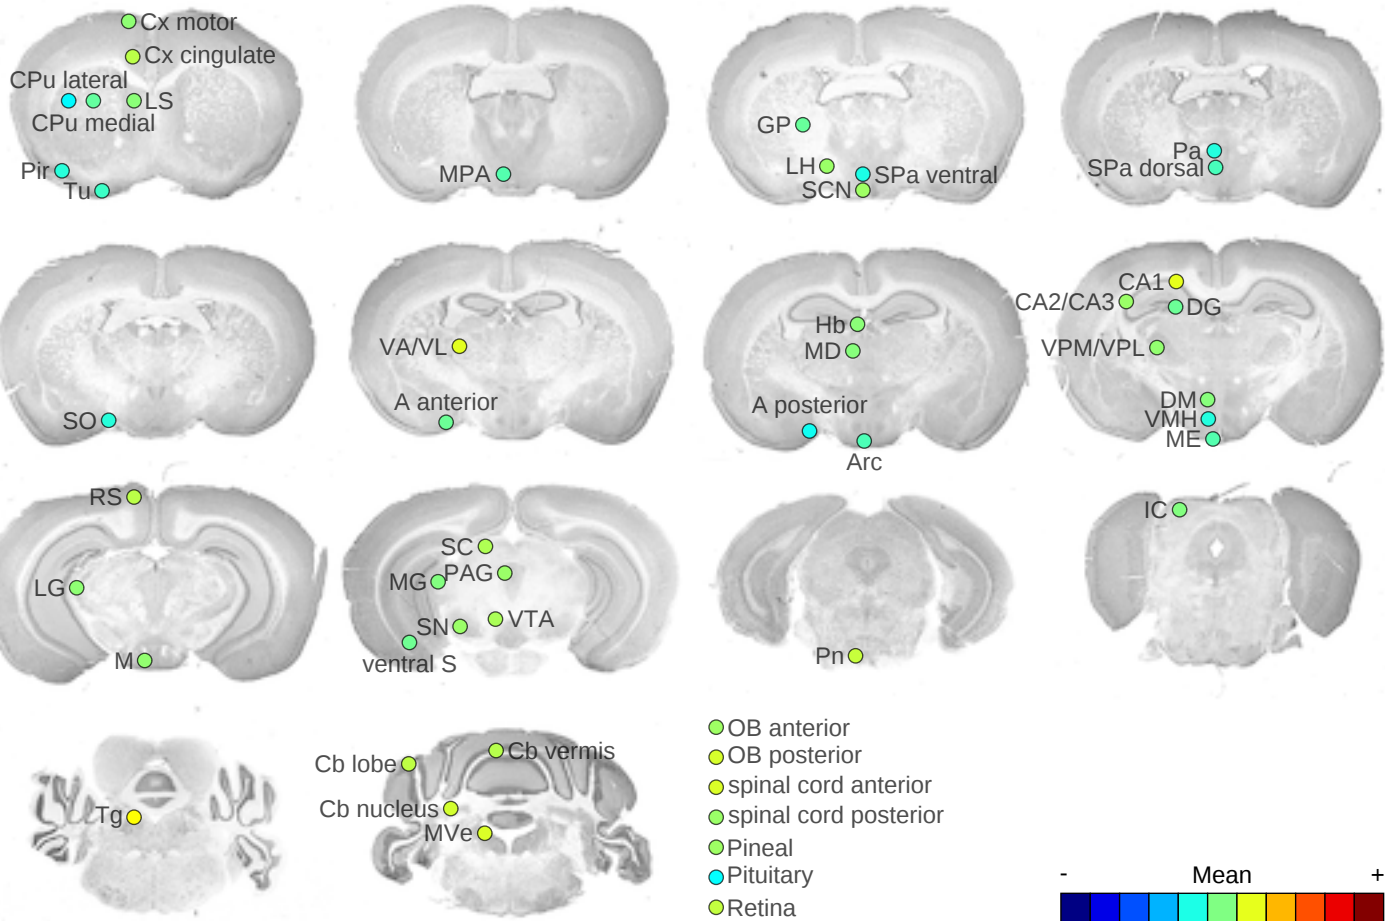 Cx motor
Cx cingulate
CPu lateral
LS
CPu medial
Pir
Tu
MPA
GP
LH
SPa ventral
SCN
Pa
SPa dorsal
SO
VA/VL
A anterior
Hb
MD
A posterior
Arc
CA1
CA2/CA3
DG
VPM/VPL
DM
VMH
ME
RS
LG
M
SC
MG
PAG
SN
VTA
ventral S
Pn
IC
Tg
Cb lobe
Cb vermis
Cb nucleus
MVe
OB anterior
OB posterior
spinal cord anterior
spinal cord posterior
Pineal
Pituitary
Retina
- Mean +